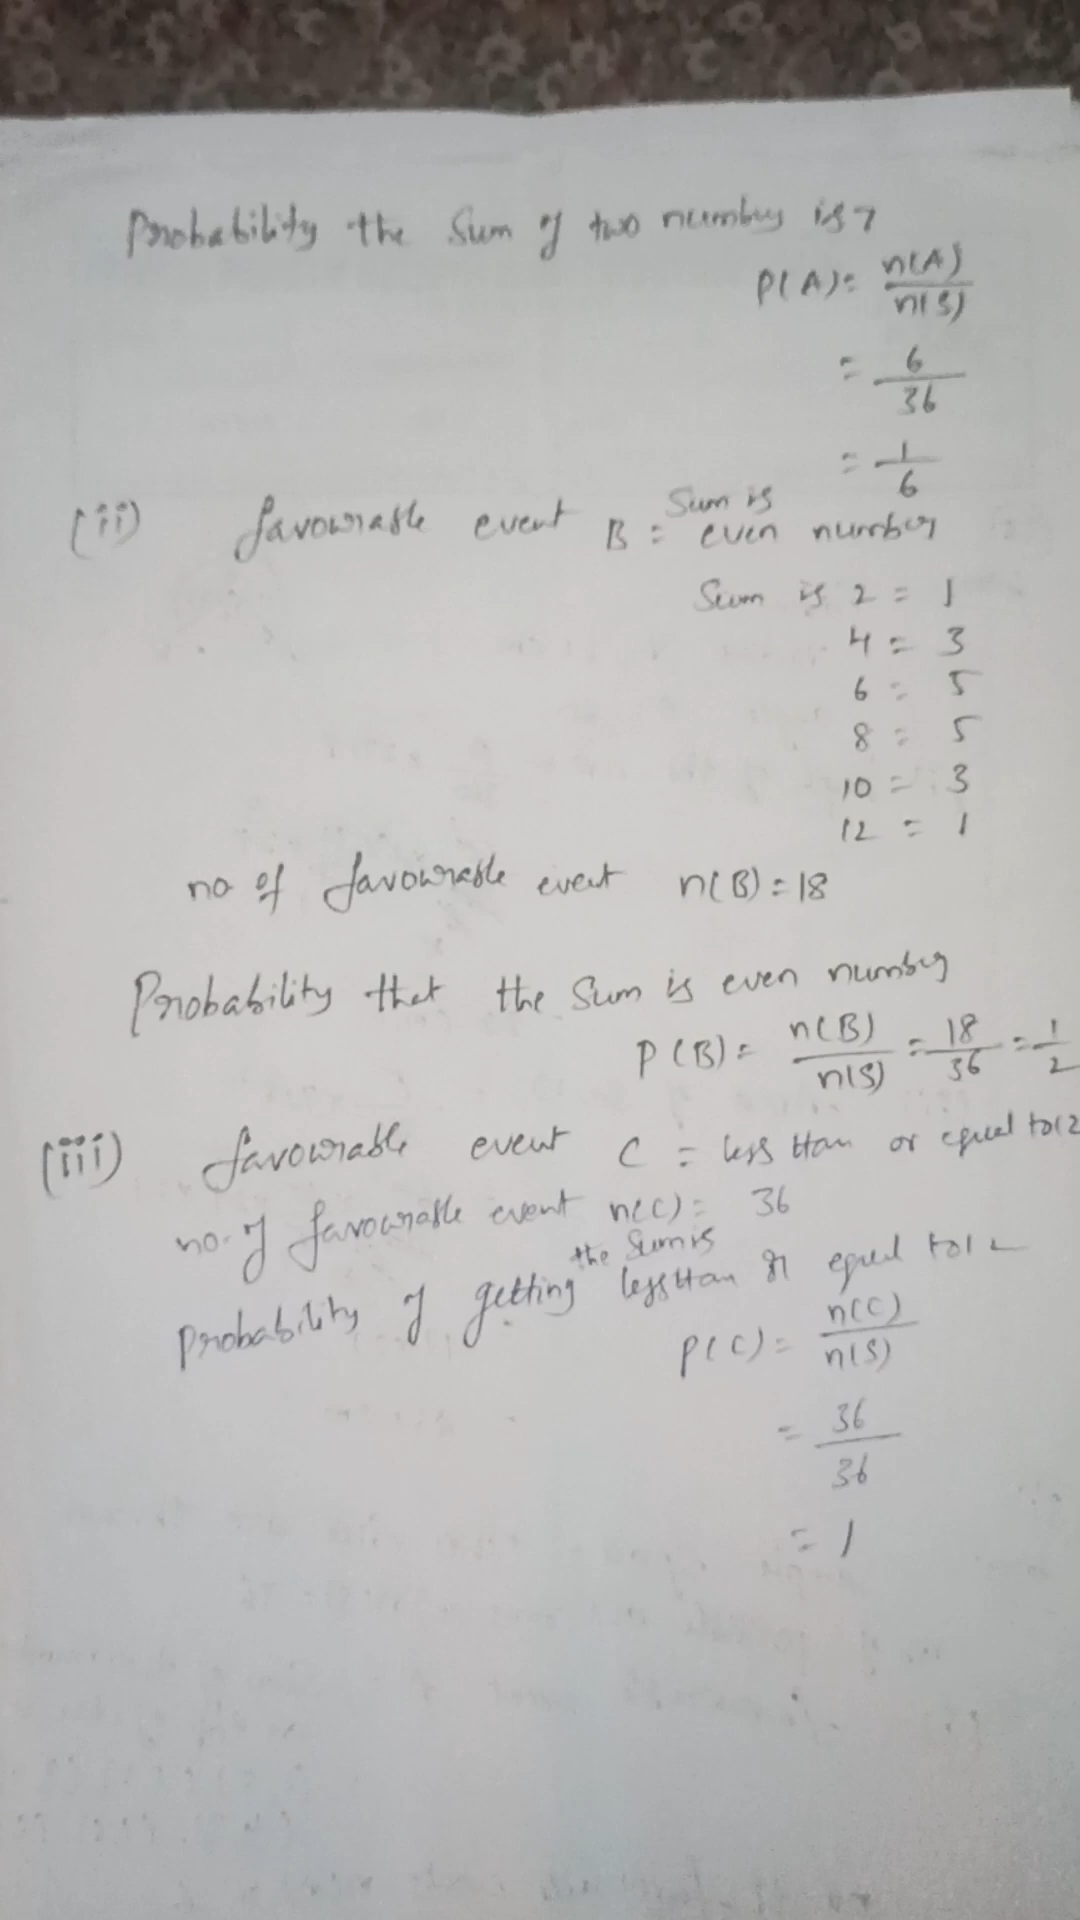 Probability the sum of two numbers is 7
P(A) = n(A)/n(S)
= 6/36
= 1/6
(ii) favourable event B = sum is even number
Sum is 2 = 1
4 = 3
6 = 5
8 = 5
10 = 3
12 = 1
no of favourable event n(B) = 18
Probability that the sum is even number
P(B) = n(B)/n(S) = 18/36 = 1/2
(iii) favourable event C = less than or equal to 12
no. of favourable event n(C) = 36
probability of getting the sum is less than or equal to 12
P(C) = n(C)/n(S)
= 36/36
= 1